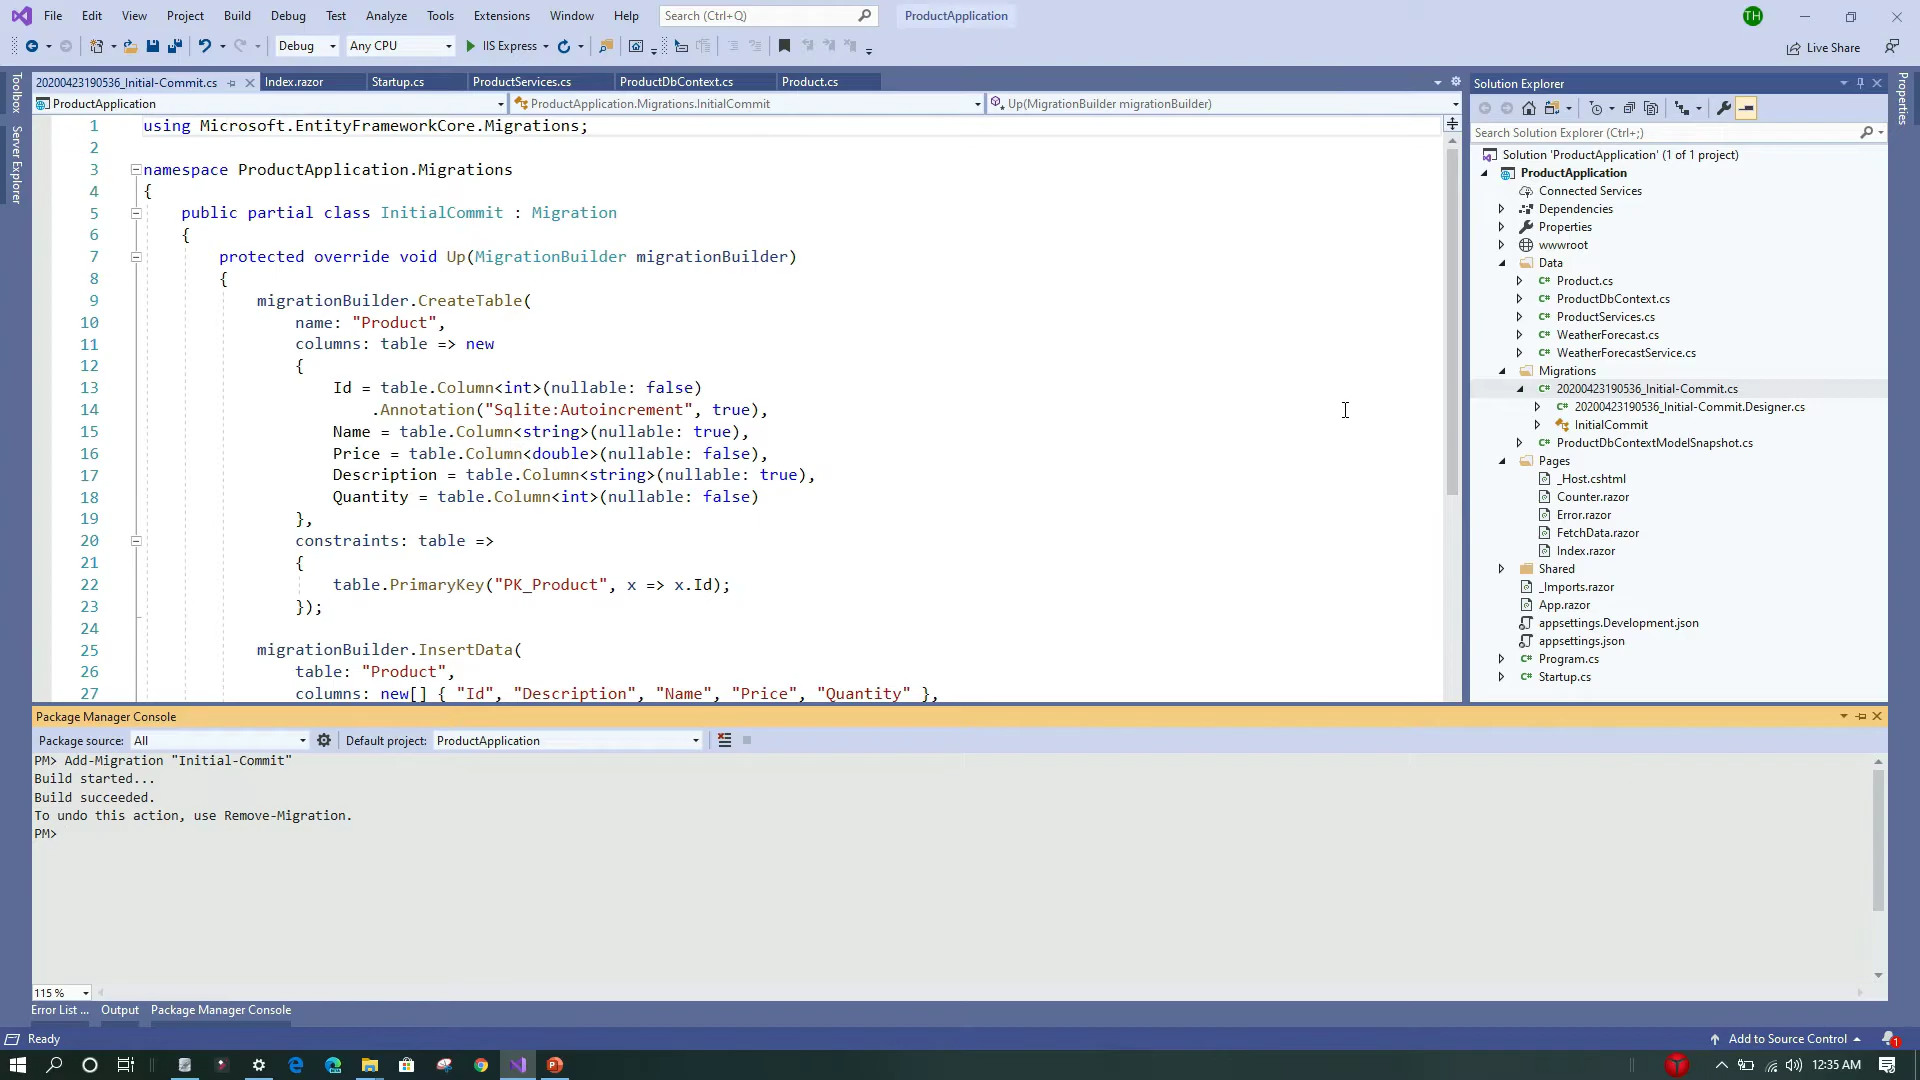 File Edit View Project Build Debug Test Analyze Tools Extensions Window Help Search (Ctrl+Q) ProductApplication TH
Debug Any CPU IIS Express Live Share
20200423190536_Initial-Commit.cs Index.razor Startup.cs ProductServices.cs ProductDbContext.cs Product.cs
ProductApplication ProductApplication.Migrations.InitialCommit Up(MigrationBuilder migrationBuilder)
Toolbox
Server Explorer
1 using Microsoft.EntityFrameworkCore.Migrations;
2
3 namespace ProductApplication.Migrations
4 {
5 public partial class InitialCommit : Migration
6 {
7 protected override void Up(MigrationBuilder migrationBuilder)
8 {
9 migrationBuilder.CreateTable(
10 name: "Product",
11 columns: table => new
12 {
13 Id = table.Column<int>(nullable: false)
14 .Annotation("Sqlite:Autoincrement", true),
15 Name = table.Column<string>(nullable: true),
16 Price = table.Column<double>(nullable: false),
17 Description = table.Column<string>(nullable: true),
18 Quantity = table.Column<int>(nullable: false)
19 },
20 constraints: table =>
21 {
22 table.PrimaryKey("PK_Product", x => x.Id);
23 });
24
25 migrationBuilder.InsertData(
26 table: "Product",
27 columns: new[] { "Id", "Description", "Name", "Price", "Quantity" },
Solution Explorer
Search Solution Explorer (Ctrl+;)
Solution 'ProductApplication' (1 of 1 project)
ProductApplication
Connected Services
Dependencies
Properties
wwwroot
Data
C# Product.cs
C# ProductDbContext.cs
C# ProductServices.cs
C# WeatherForecast.cs
C# WeatherForecastService.cs
Migrations
C# 20200423190536_Initial-Commit.cs
C# 20200423190536_Initial-Commit.Designer.cs
InitialCommit
C# ProductDbContextModelSnapshot.cs
Pages
_Host.cshtml
Counter.razor
Error.razor
FetchData.razor
Index.razor
Shared
_Imports.razor
App.razor
appsettings.Development.json
appsettings.json
C# Program.cs
C# Startup.cs
Properties
Package Manager Console
Package source: All Default project: ProductApplication
PM> Add-Migration "Initial-Commit"
Build started...
Build succeeded.
To undo this action, use Remove-Migration.
PM>
115 %
Error List ... Output Package Manager Console
Ready Add to Source Control 1
12:35 AM